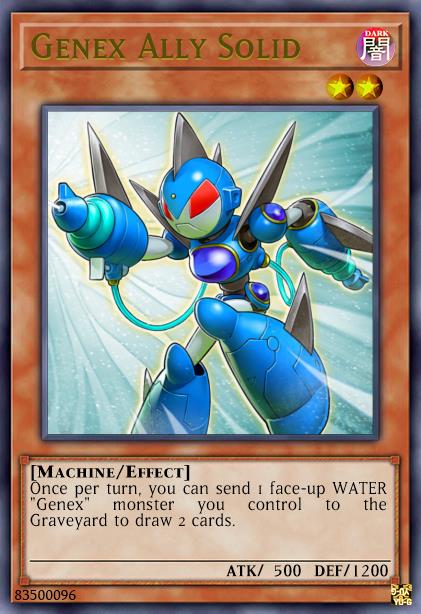 Genex Ally Solid
DARK
闇
[Machine/Effect]
Once per turn, you can send 1 face-up WATER
"Genex" monster you control to the
Graveyard to draw 2 cards.
ATK/ 500 DEF/1200
83500096